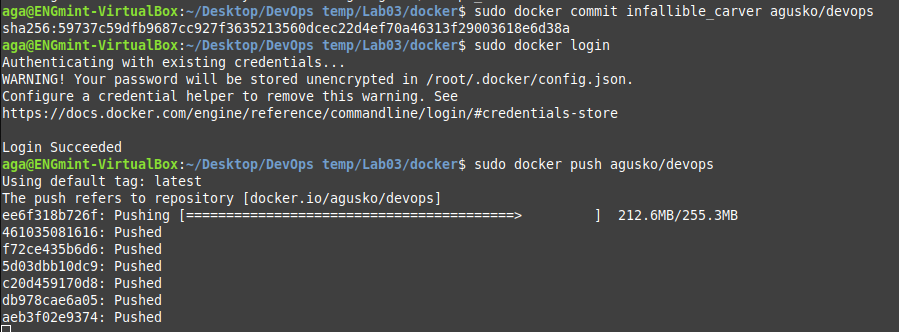 aga@ENGmint-VirtualBox:~/Desktop/DevOps temp/Lab03/docker$ sudo docker commit infallible_carver agusko/devops
sha256:59737c59dfb9687cc927f3635213560dcec22d4ef70a46313f29003618e6d38a
aga@ENGmint-VirtualBox:~/Desktop/DevOps temp/Lab03/docker$ sudo docker login
Authenticating with existing credentials...
WARNING! Your password will be stored unencrypted in /root/.docker/config.json.
Configure a credential helper to remove this warning. See
https://docs.docker.com/engine/reference/commandline/login/#credentials-store
Login Succeeded
aga@ENGmint-VirtualBox:~/Desktop/DevOps temp/Lab03/docker$ sudo docker push agusko/devops
Using default tag: latest
The push refers to repository [docker.io/agusko/devops]
ee6f318b726f: Pushing [=========================================>         ]  212.6MB/255.3MB
461035081616: Pushed
f72ce435b6d6: Pushed
5d03dbb10dc9: Pushed
c20d459170d8: Pushed
db978cae6a05: Pushed
aeb3f02e9374: Pushed